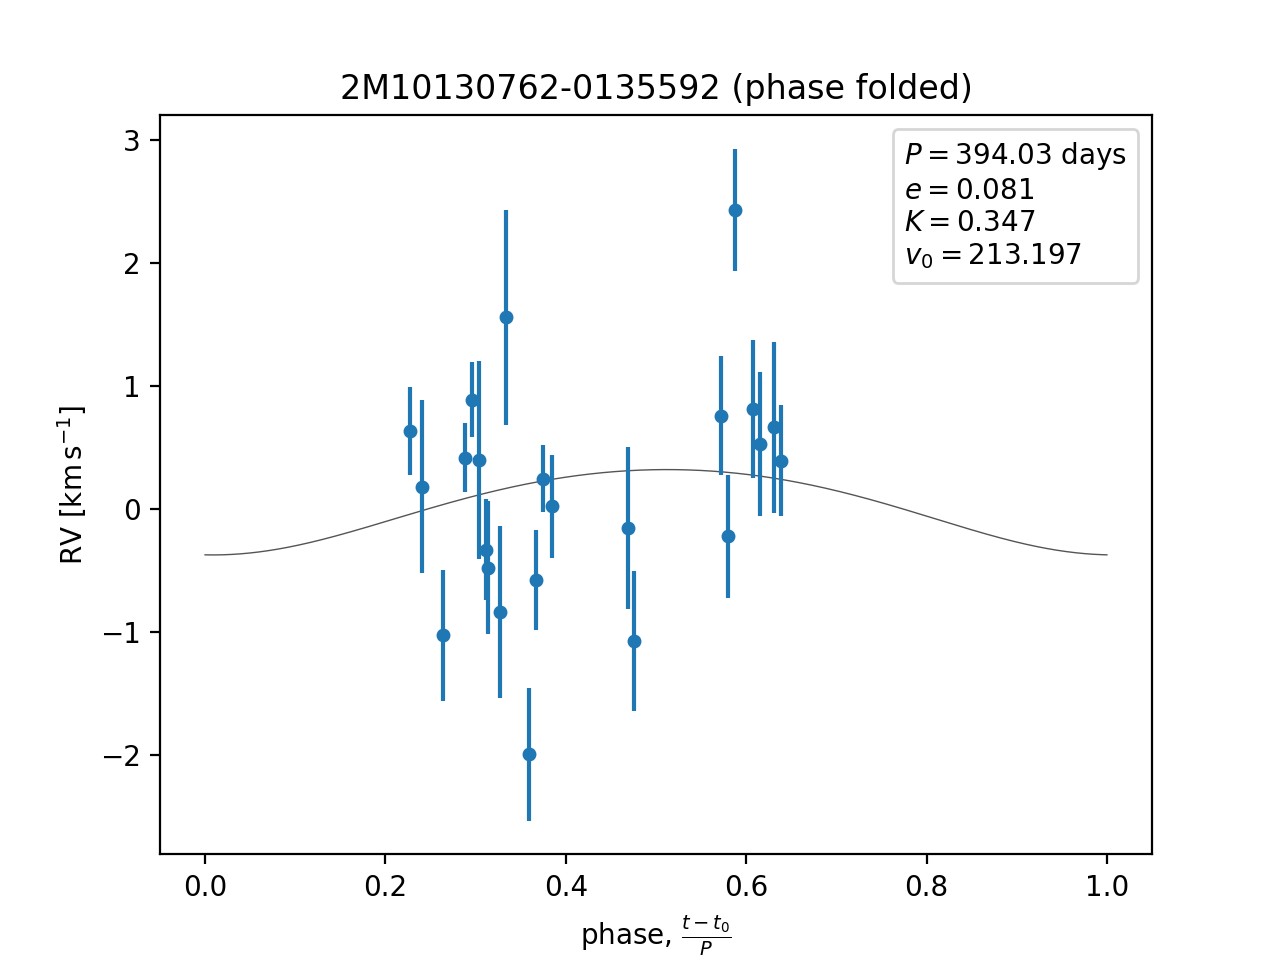 2M10130762-0135592 (phase folded)
P = 394.03 days
e = 0.081
K = 0.347
v₀ = 213.197
3
2
1
0
−1
−2
RV [km s⁻¹]
0.0 0.2 0.4 0.6 0.8 1.0
phase, (t − t₀)/P